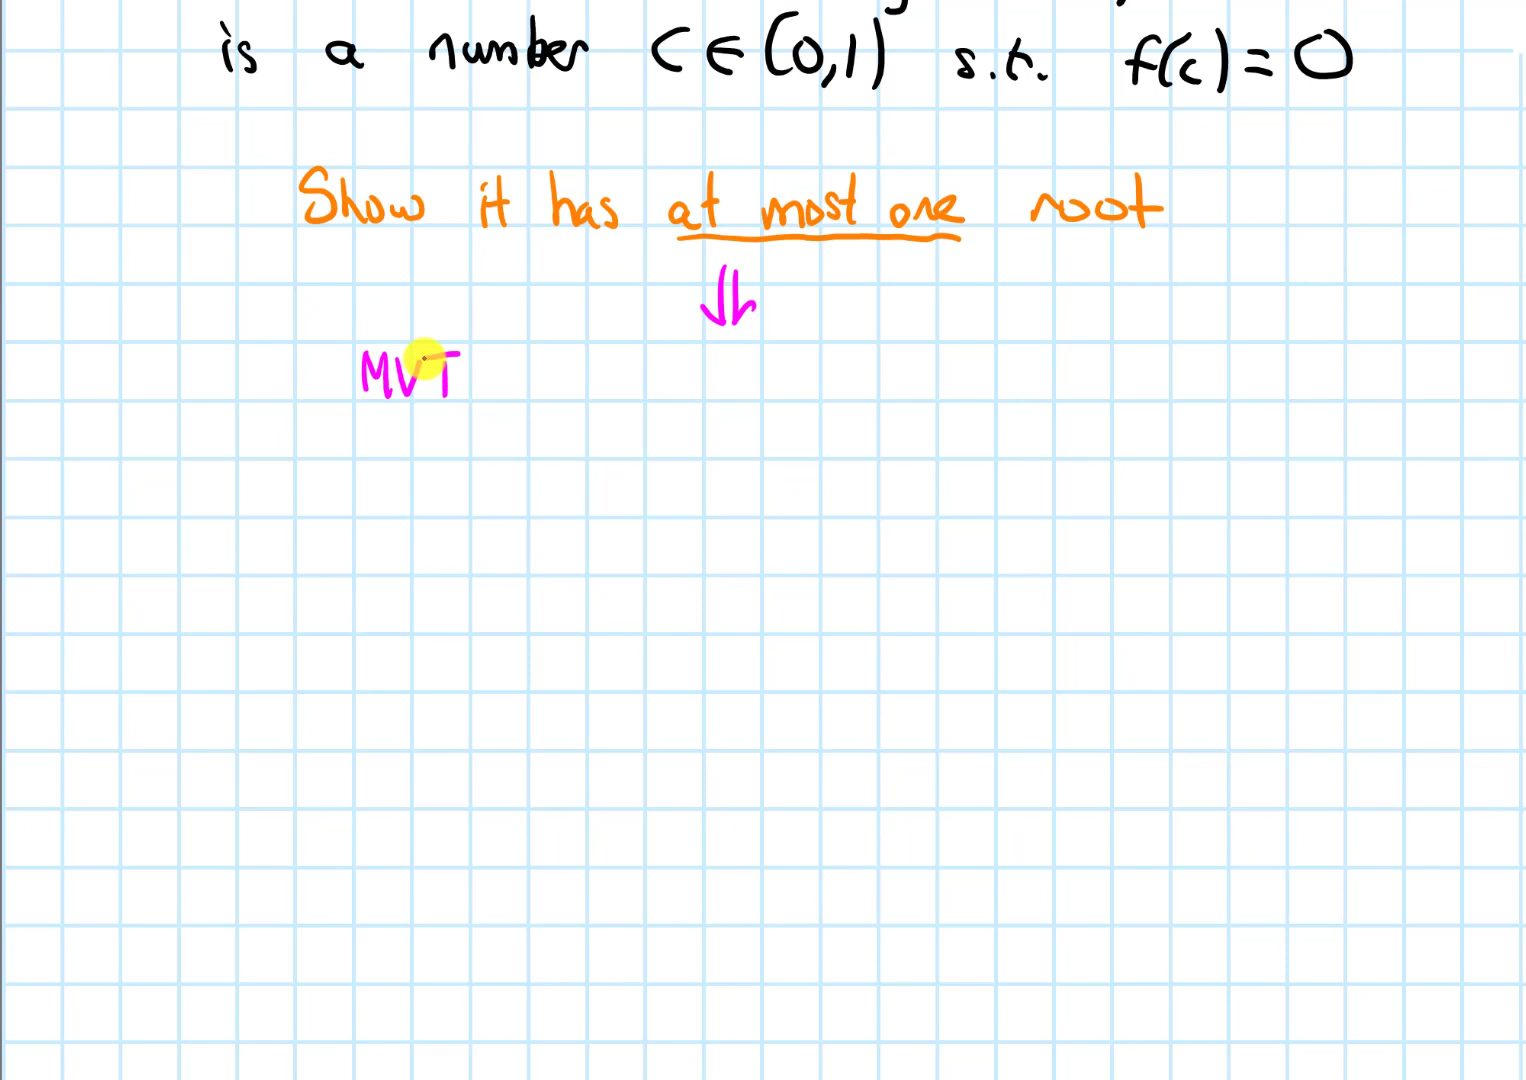 is a number C∈(0,1) s.t. f(c)=0
Show it has at most one root
⇓
MVT